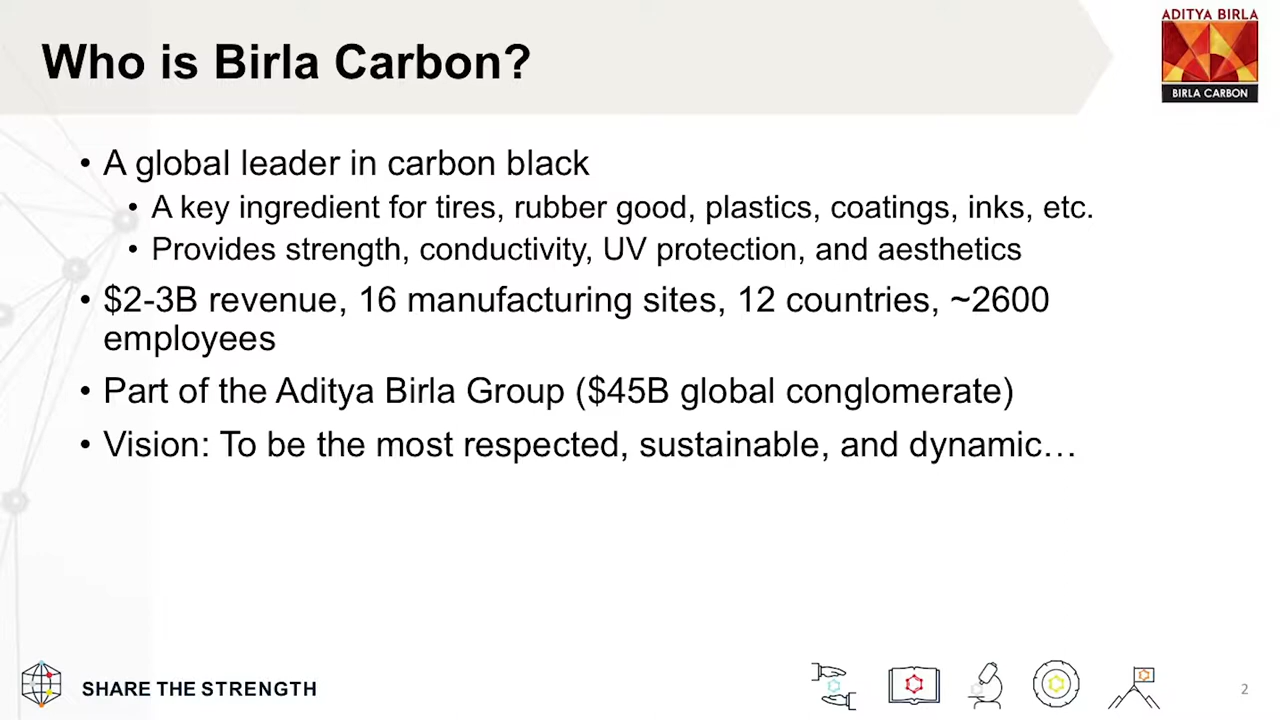 Who is Birla Carbon?
ADITYA BIRLA
BIRLA CARBON
• A global leader in carbon black
• A key ingredient for tires, rubber good, plastics, coatings, inks, etc.
• Provides strength, conductivity, UV protection, and aesthetics
• $2-3B revenue, 16 manufacturing sites, 12 countries, ~2600
employees
• Part of the Aditya Birla Group ($45B global conglomerate)
• Vision: To be the most respected, sustainable, and dynamic…
SHARE THE STRENGTH
2